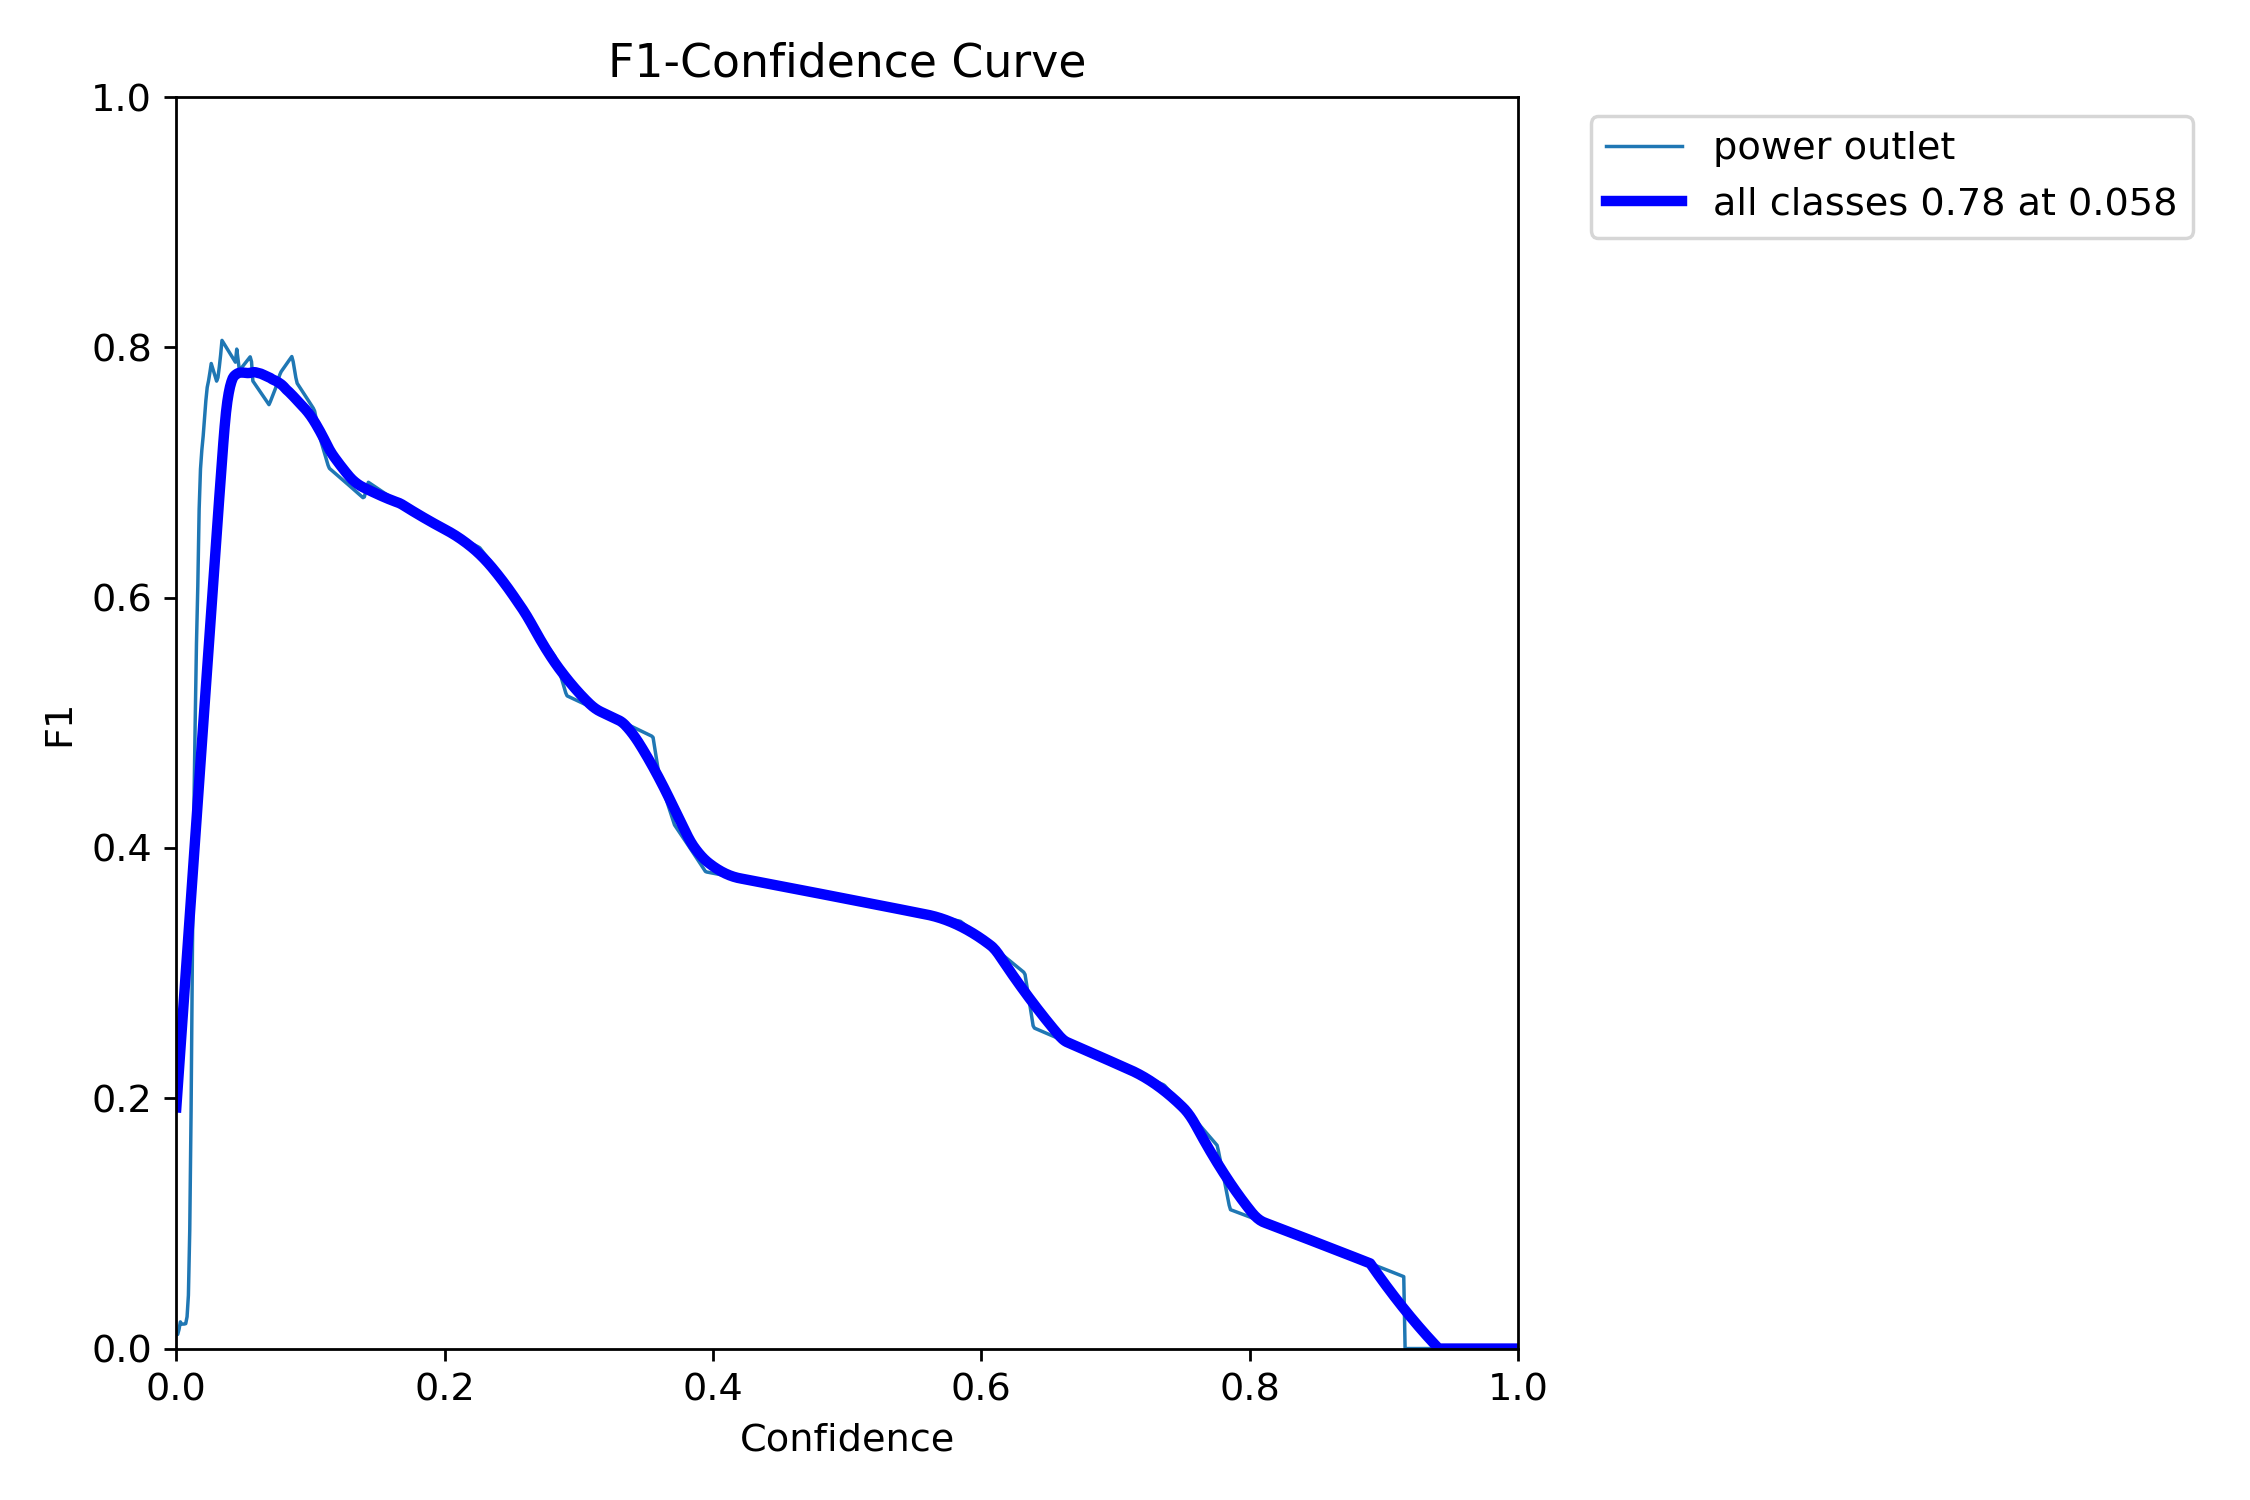 F1-Confidence Curve
1.0
0.8
0.6
0.4
0.2
0.0
F1
0.0 0.2 0.4 0.6 0.8 1.0
Confidence
power outlet
all classes 0.78 at 0.058